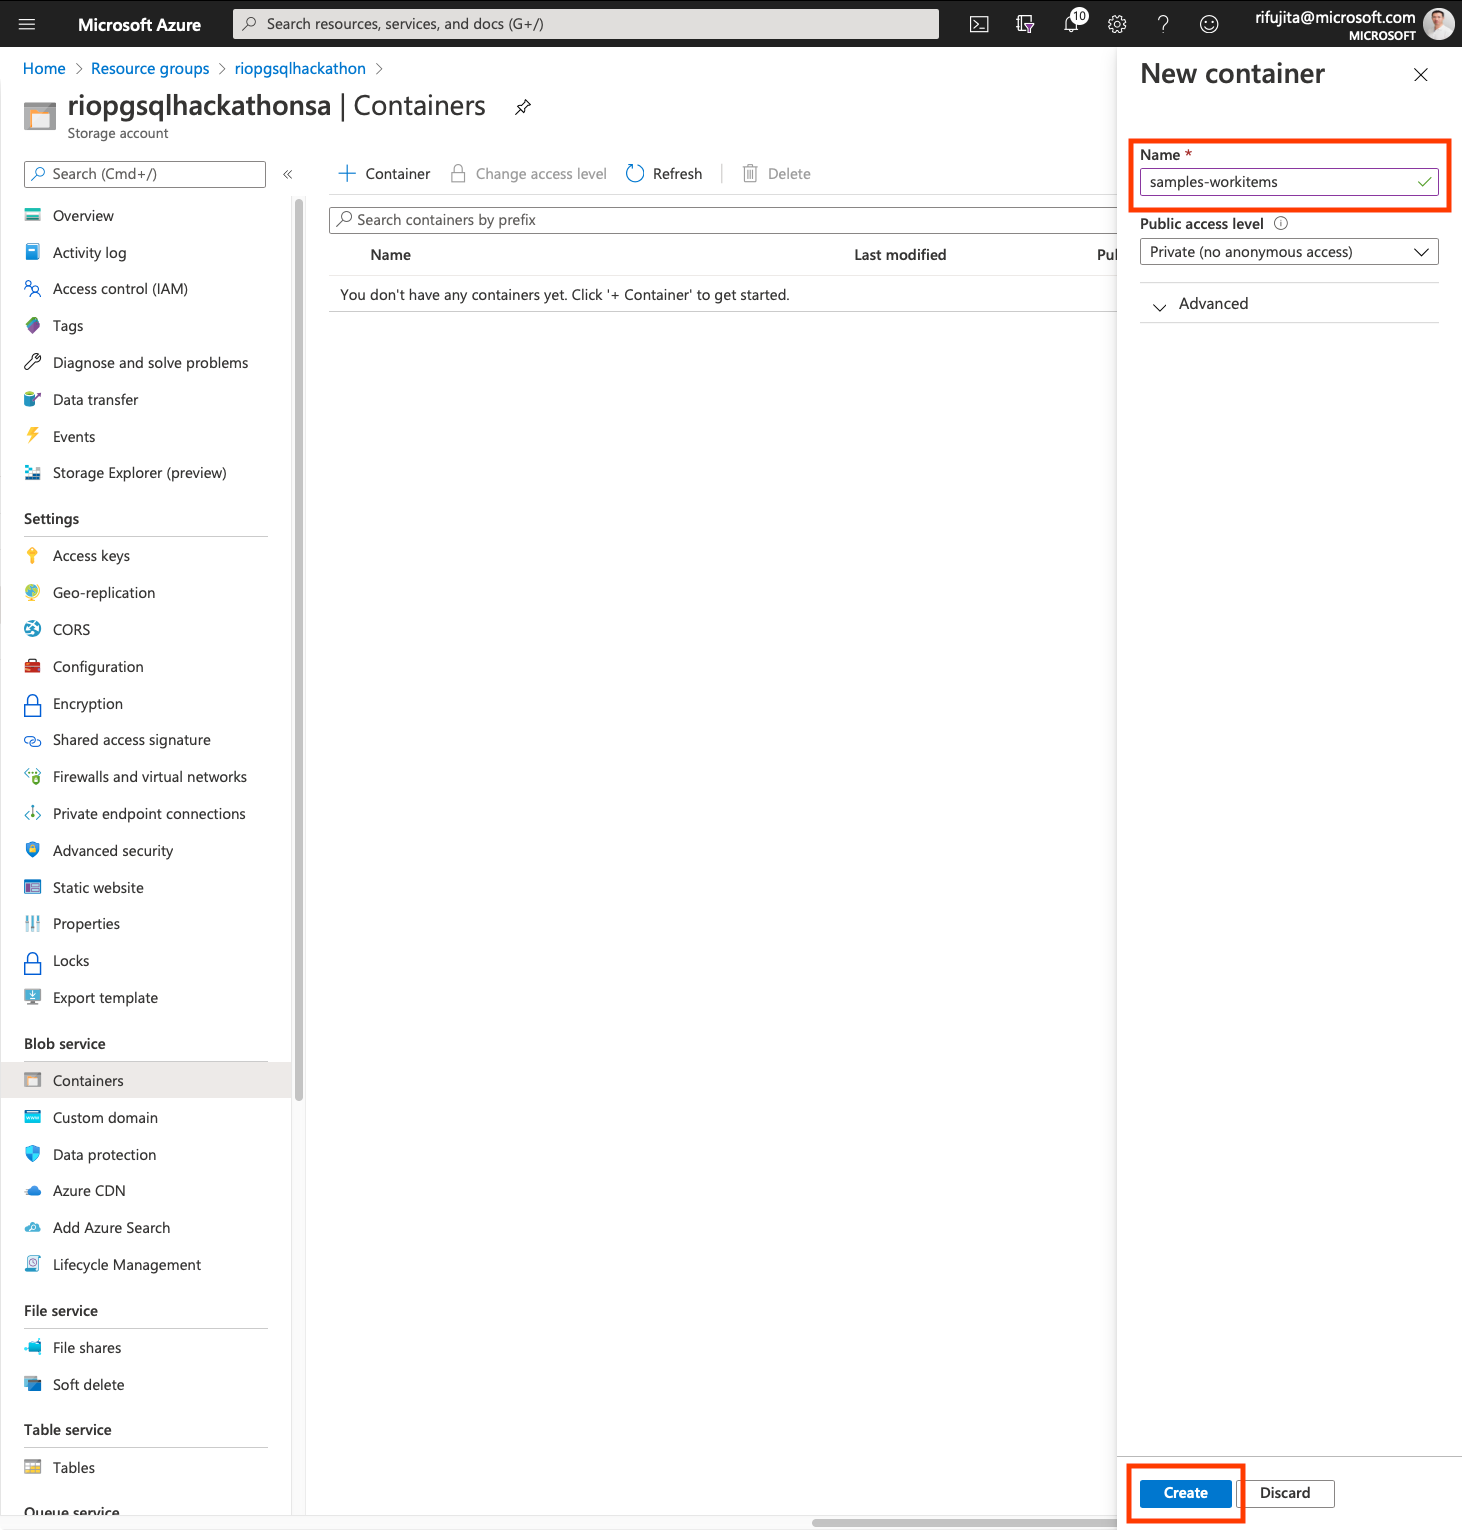 Microsoft Azure
Search resources, services, and docs (G+/)
10
rifujita@microsoft.com
MICROSOFT
Home > Resource groups > riopgsqlhackathon >
riopgsqlhackathonsa | Containers
Storage account
Search (Cmd+/)
«
Overview
Activity log
Access control (IAM)
Tags
Diagnose and solve problems
Data transfer
Events
Storage Explorer (preview)
Settings
Access keys
Geo-replication
CORS
Configuration
Encryption
Shared access signature
Firewalls and virtual networks
Private endpoint connections
Advanced security
Static website
Properties
Locks
Export template
Blob service
Containers
Custom domain
Data protection
Azure CDN
Add Azure Search
Lifecycle Management
File service
File shares
Soft delete
Table service
Tables
Queue service
+ Container Change access level Refresh | Delete
Search containers by prefix
Name Last modified Pul
You don't have any containers yet. Click '+ Container' to get started.
New container
Name *
samples-workitems
Public access level
Private (no anonymous access)
Advanced
Create Discard